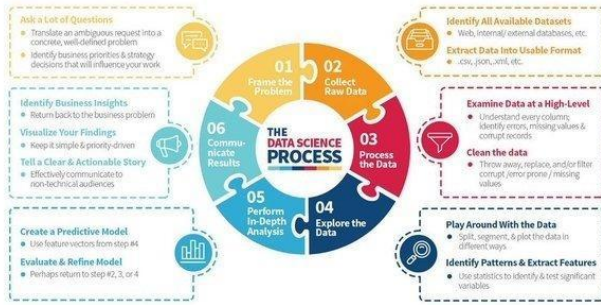 Ask a Lot of Questions
Translate an ambiguous request into a
concrete, well-defined problem
Identify business priorities & strategy
decisions that will influence your work
Identify Business Insights
Return back to the business problem
Visualize Your Findings
Keep it simple & priority-driven
Tell a Clear & Actionable Story
Effectively communicate to
non-technical audiences
Create a Predictive Model
Use feature vectors from step #4
Evaluate & Refine Model
Perhaps return to step #2, 3, or 4
01
Frame the
Problem
02
Collect
Raw Data
03
Process
the Data
04
Explore the
Data
05
Perform
In-Depth
Analysis
06
Commu-
nicate
Results
THE
DATA SCIENCE
PROCESS
Identify All Available Datasets
Web, internal/ external databases, etc.
Extract Data Into Usable Format
.csv, .json, .xml, etc.
Examine Data at a High-Level
Understand every column;
identify errors, missing values &
corrupt records
Clean the data
Throw away, replace, and/or filter
corrupt /error prone / missing
values
Play Around With the Data
Split, segment, & plot the data in
different ways
Identify Patterns & Extract Features
Use statistics to identify & test significant
variables